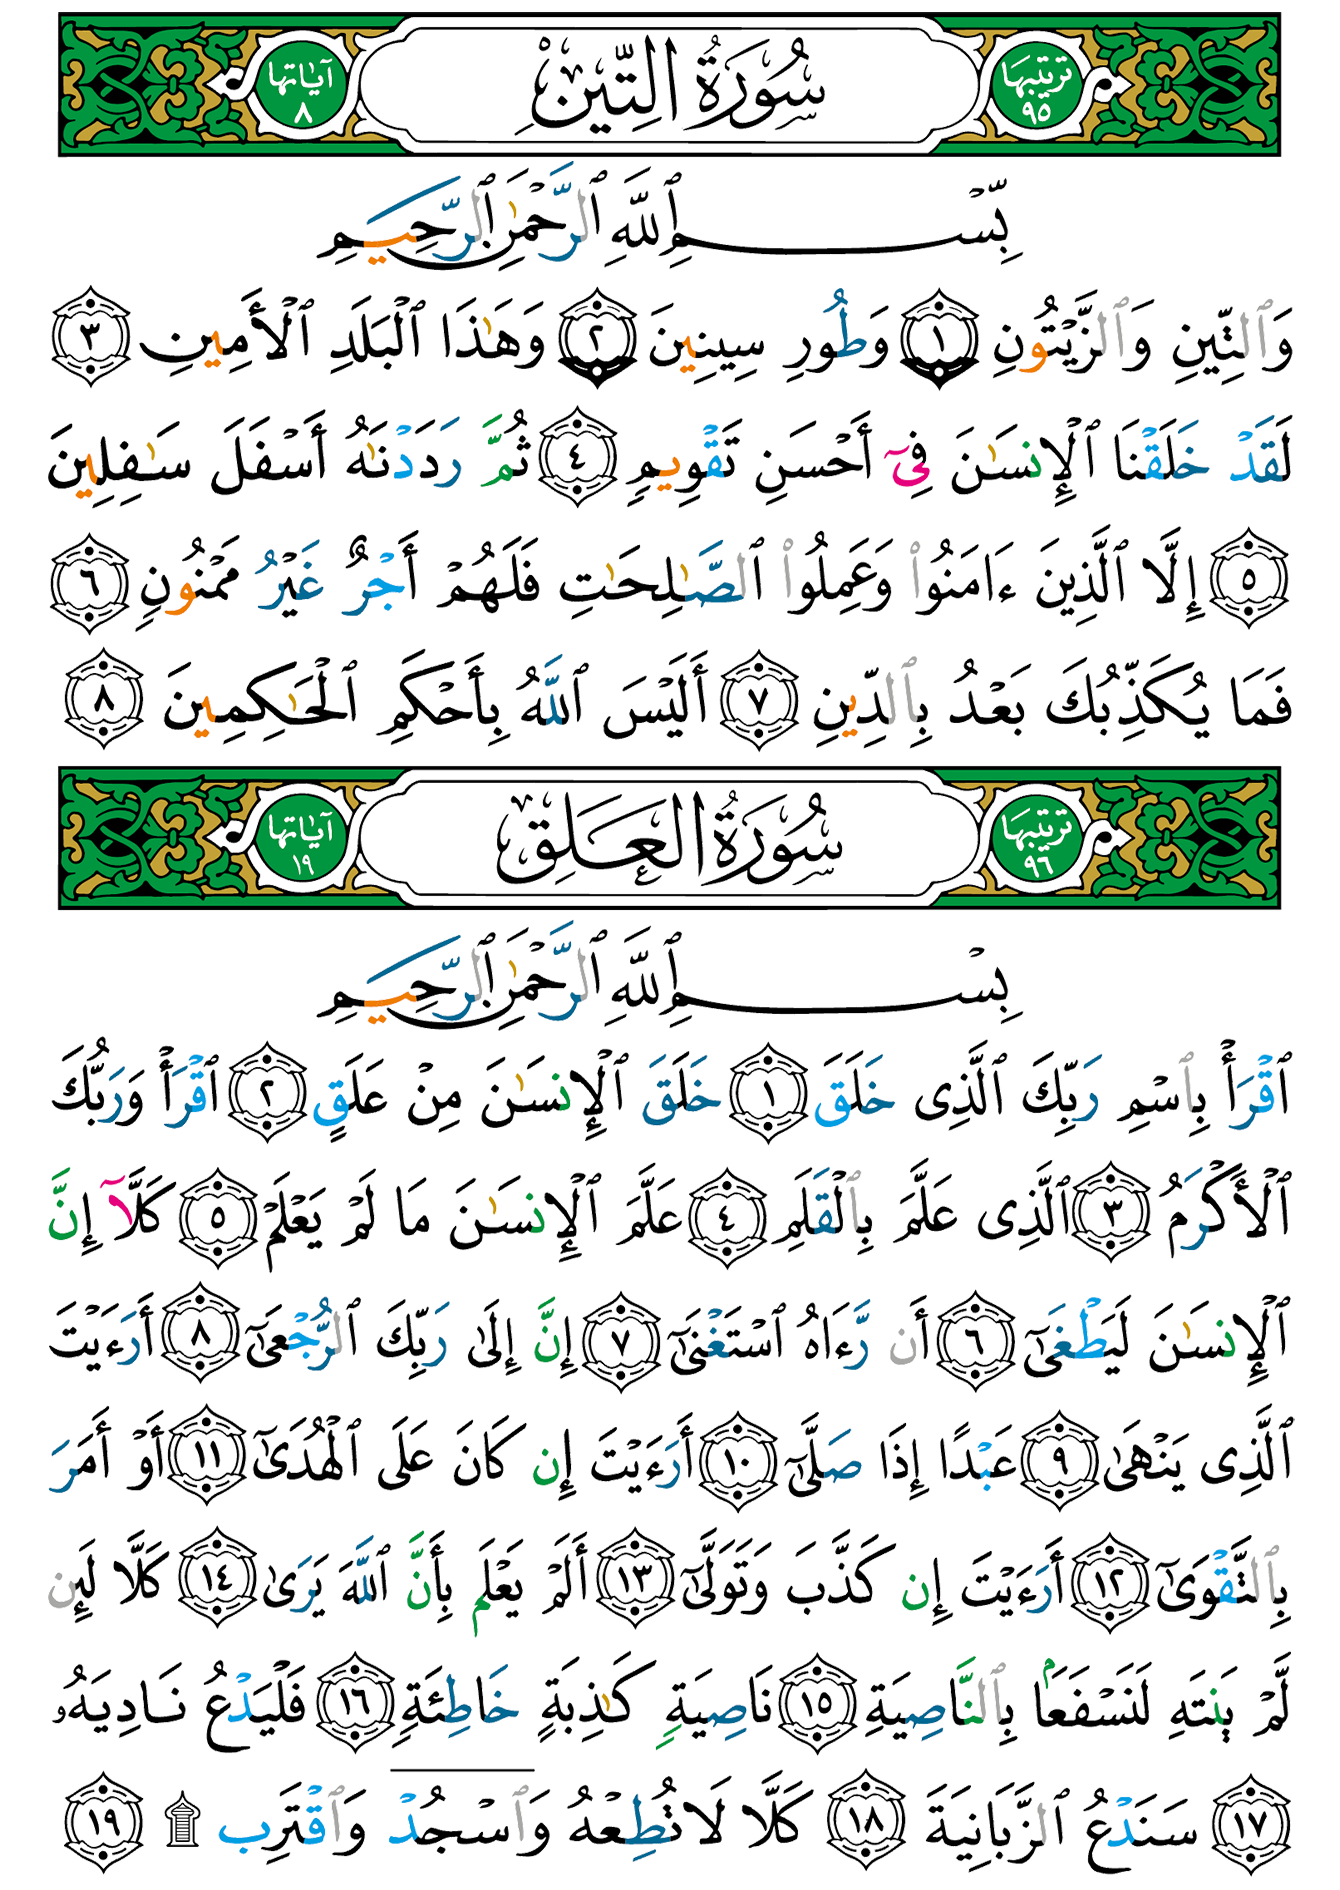 ترتيبها ٩٥ سُورَةُ التِّينِ آياتها ٨
بِّسْمِ ٱللَّهِ ٱلرَّحْمَٰنِ ٱلرَّحِيمِ
وَٱلتِّينِ وَٱلزَّيْتُونِ ١ وَطُورِ سِينِينَ ٢ وَهَٰذَا ٱلْبَلَدِ ٱلْأَمِينِ ٣
لَقَدْ خَلَقْنَا ٱلْإِنسَٰنَ فِىٓ أَحْسَنِ تَقْوِيمٍ ٤ ثُمَّ رَدَدْنَٰهُ أَسْفَلَ سَٰفِلِينَ
٥ إِلَّا ٱلَّذِينَ ءَامَنُوا۟ وَعَمِلُوا۟ ٱلصَّٰلِحَٰتِ فَلَهُمْ أَجْرٌ غَيْرُ مَمْنُونٍ ٦
فَمَا يُكَذِّبُكَ بَعْدُ بِٱلدِّينِ ٧ أَلَيْسَ ٱللَّهُ بِأَحْكَمِ ٱلْحَٰكِمِينَ ٨
ترتيبها ٩٦ سُورَةُ العَلَقِ آياتها ١٩
بِسْمِ ٱللَّهِ ٱلرَّحْمَٰنِ ٱلرَّحِيمِ
ٱقْرَأْ بِٱسْمِ رَبِّكَ ٱلَّذِى خَلَقَ ١ خَلَقَ ٱلْإِنسَٰنَ مِنْ عَلَقٍ ٢ ٱقْرَأْ وَرَبُّكَ
ٱلْأَكْرَمُ ٣ ٱلَّذِى عَلَّمَ بِٱلْقَلَمِ ٤ عَلَّمَ ٱلْإِنسَٰنَ مَا لَمْ يَعْلَمْ ٥ كَلَّآ إِنَّ
ٱلْإِنسَٰنَ لَيَطْغَىٰٓ ٦ أَن رَّءَاهُ ٱسْتَغْنَىٰٓ ٧ إِنَّ إِلَىٰ رَبِّكَ ٱلرُّجْعَىٰٓ ٨ أَرَءَيْتَ
ٱلَّذِى يَنْهَىٰ ٩ عَبْدًا إِذَا صَلَّىٰٓ ١٠ أَرَءَيْتَ إِن كَانَ عَلَى ٱلْهُدَىٰٓ ١١ أَوْ أَمَرَ
بِٱلتَّقْوَىٰٓ ١٢ أَرَءَيْتَ إِن كَذَّبَ وَتَوَلَّىٰٓ ١٣ أَلَمْ يَعْلَم بِأَنَّ ٱللَّهَ يَرَىٰ ١٤ كَلَّا لَئِن
لَّمْ يَنتَهِ لَنَسْفَعًۢا بِٱلنَّاصِيَةِ ١٥ نَاصِيَةٍ كَٰذِبَةٍ خَاطِئَةٍ ١٦ فَلْيَدْعُ نَادِيَهُۥ
١٧ سَنَدْعُ ٱلزَّبَانِيَةَ ١٨ كَلَّا لَا تُطِعْهُ وَٱسْجُدْ وَٱقْتَرِب ۩ ١٩